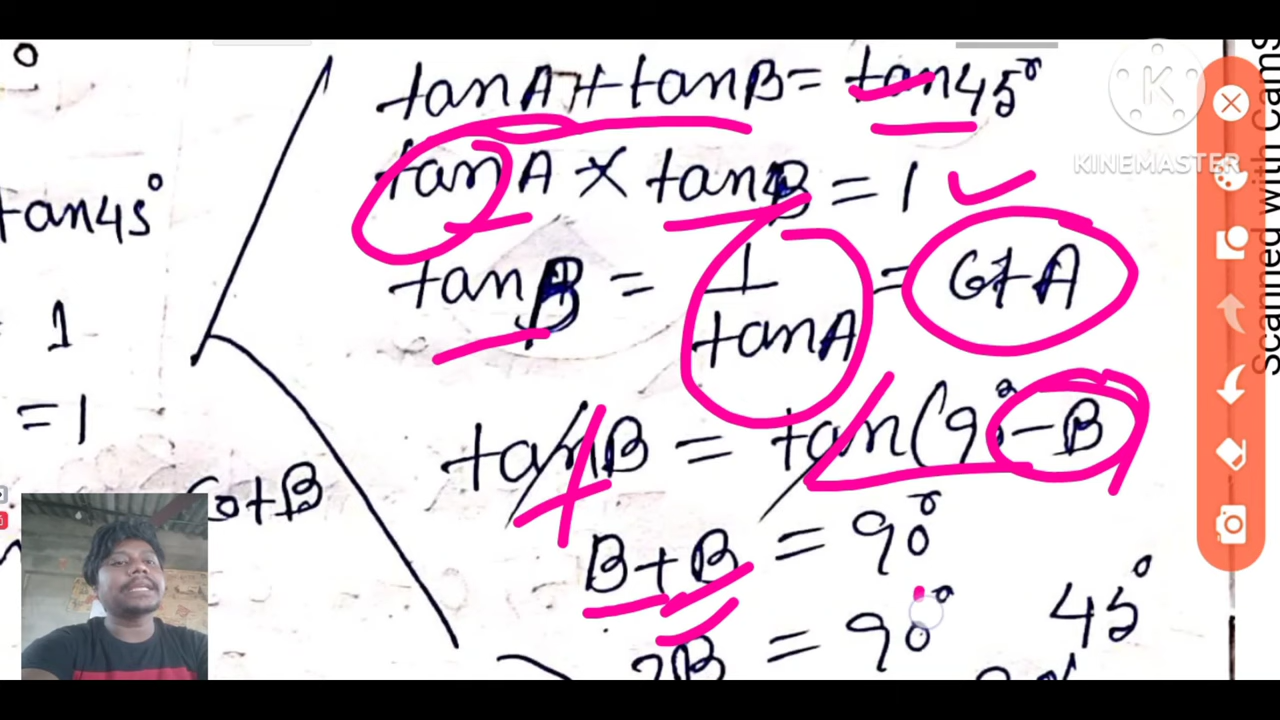 °
tanA + tanB = tan45°
tanA × tanB = 1
KINEMASTER
tan45°
tanB = 1/tanA = CotA
1
tanB = tan(90° - B
= 1
CotB
B + B = 90°
2B = 90°
45°
Scanned with CamS